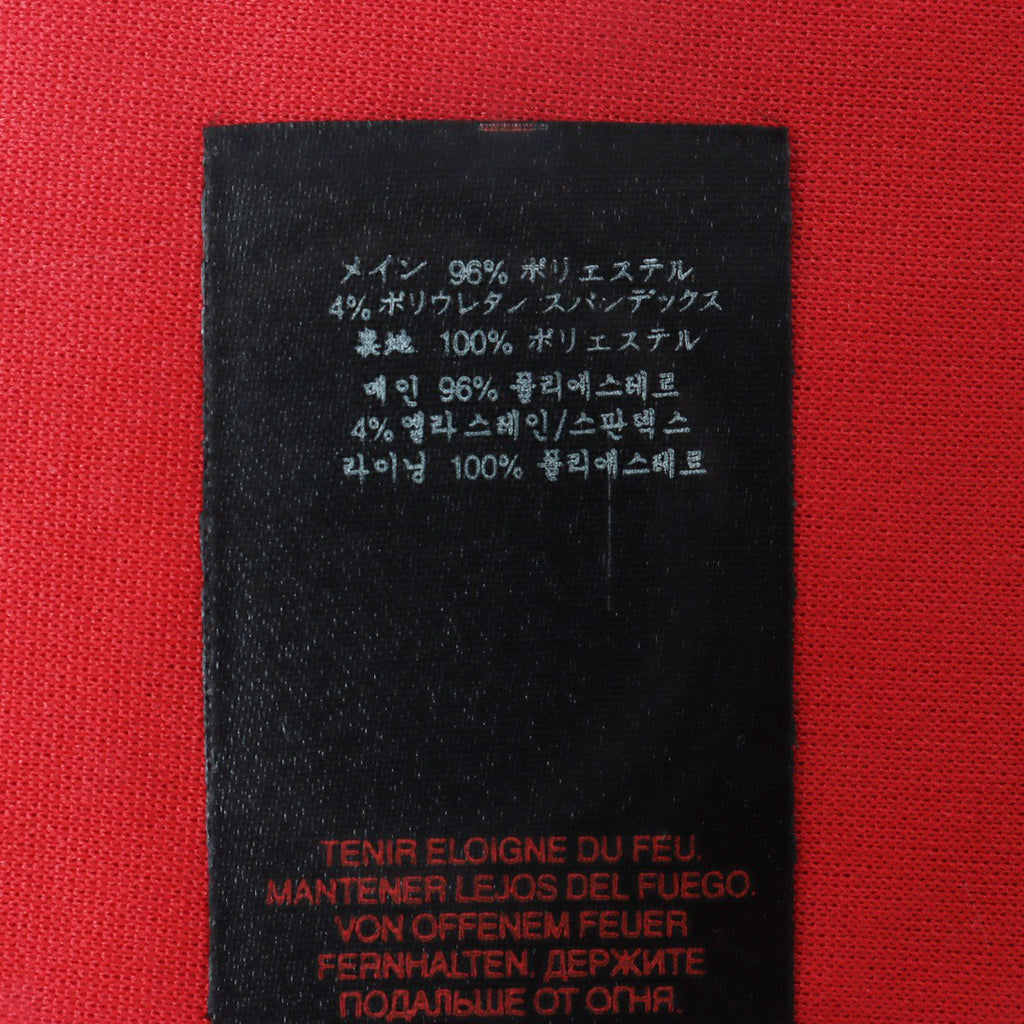 メイン 96% ポリエステル
4% ポリウレタン スパンデックス
裏地 100% ポリエステル
메인 96% 폴리에스테르
4% 엘라스테인/스판덱스
라이닝 100% 폴리에스테르
TENIR ELOIGNE DU FEU.
MANTENER LEJOS DEL FUEGO.
VON OFFENEM FEUER
FERNHALTEN. ДЕРЖИТЕ
ПОДАЛЬШЕ ОТ ОГНЯ.